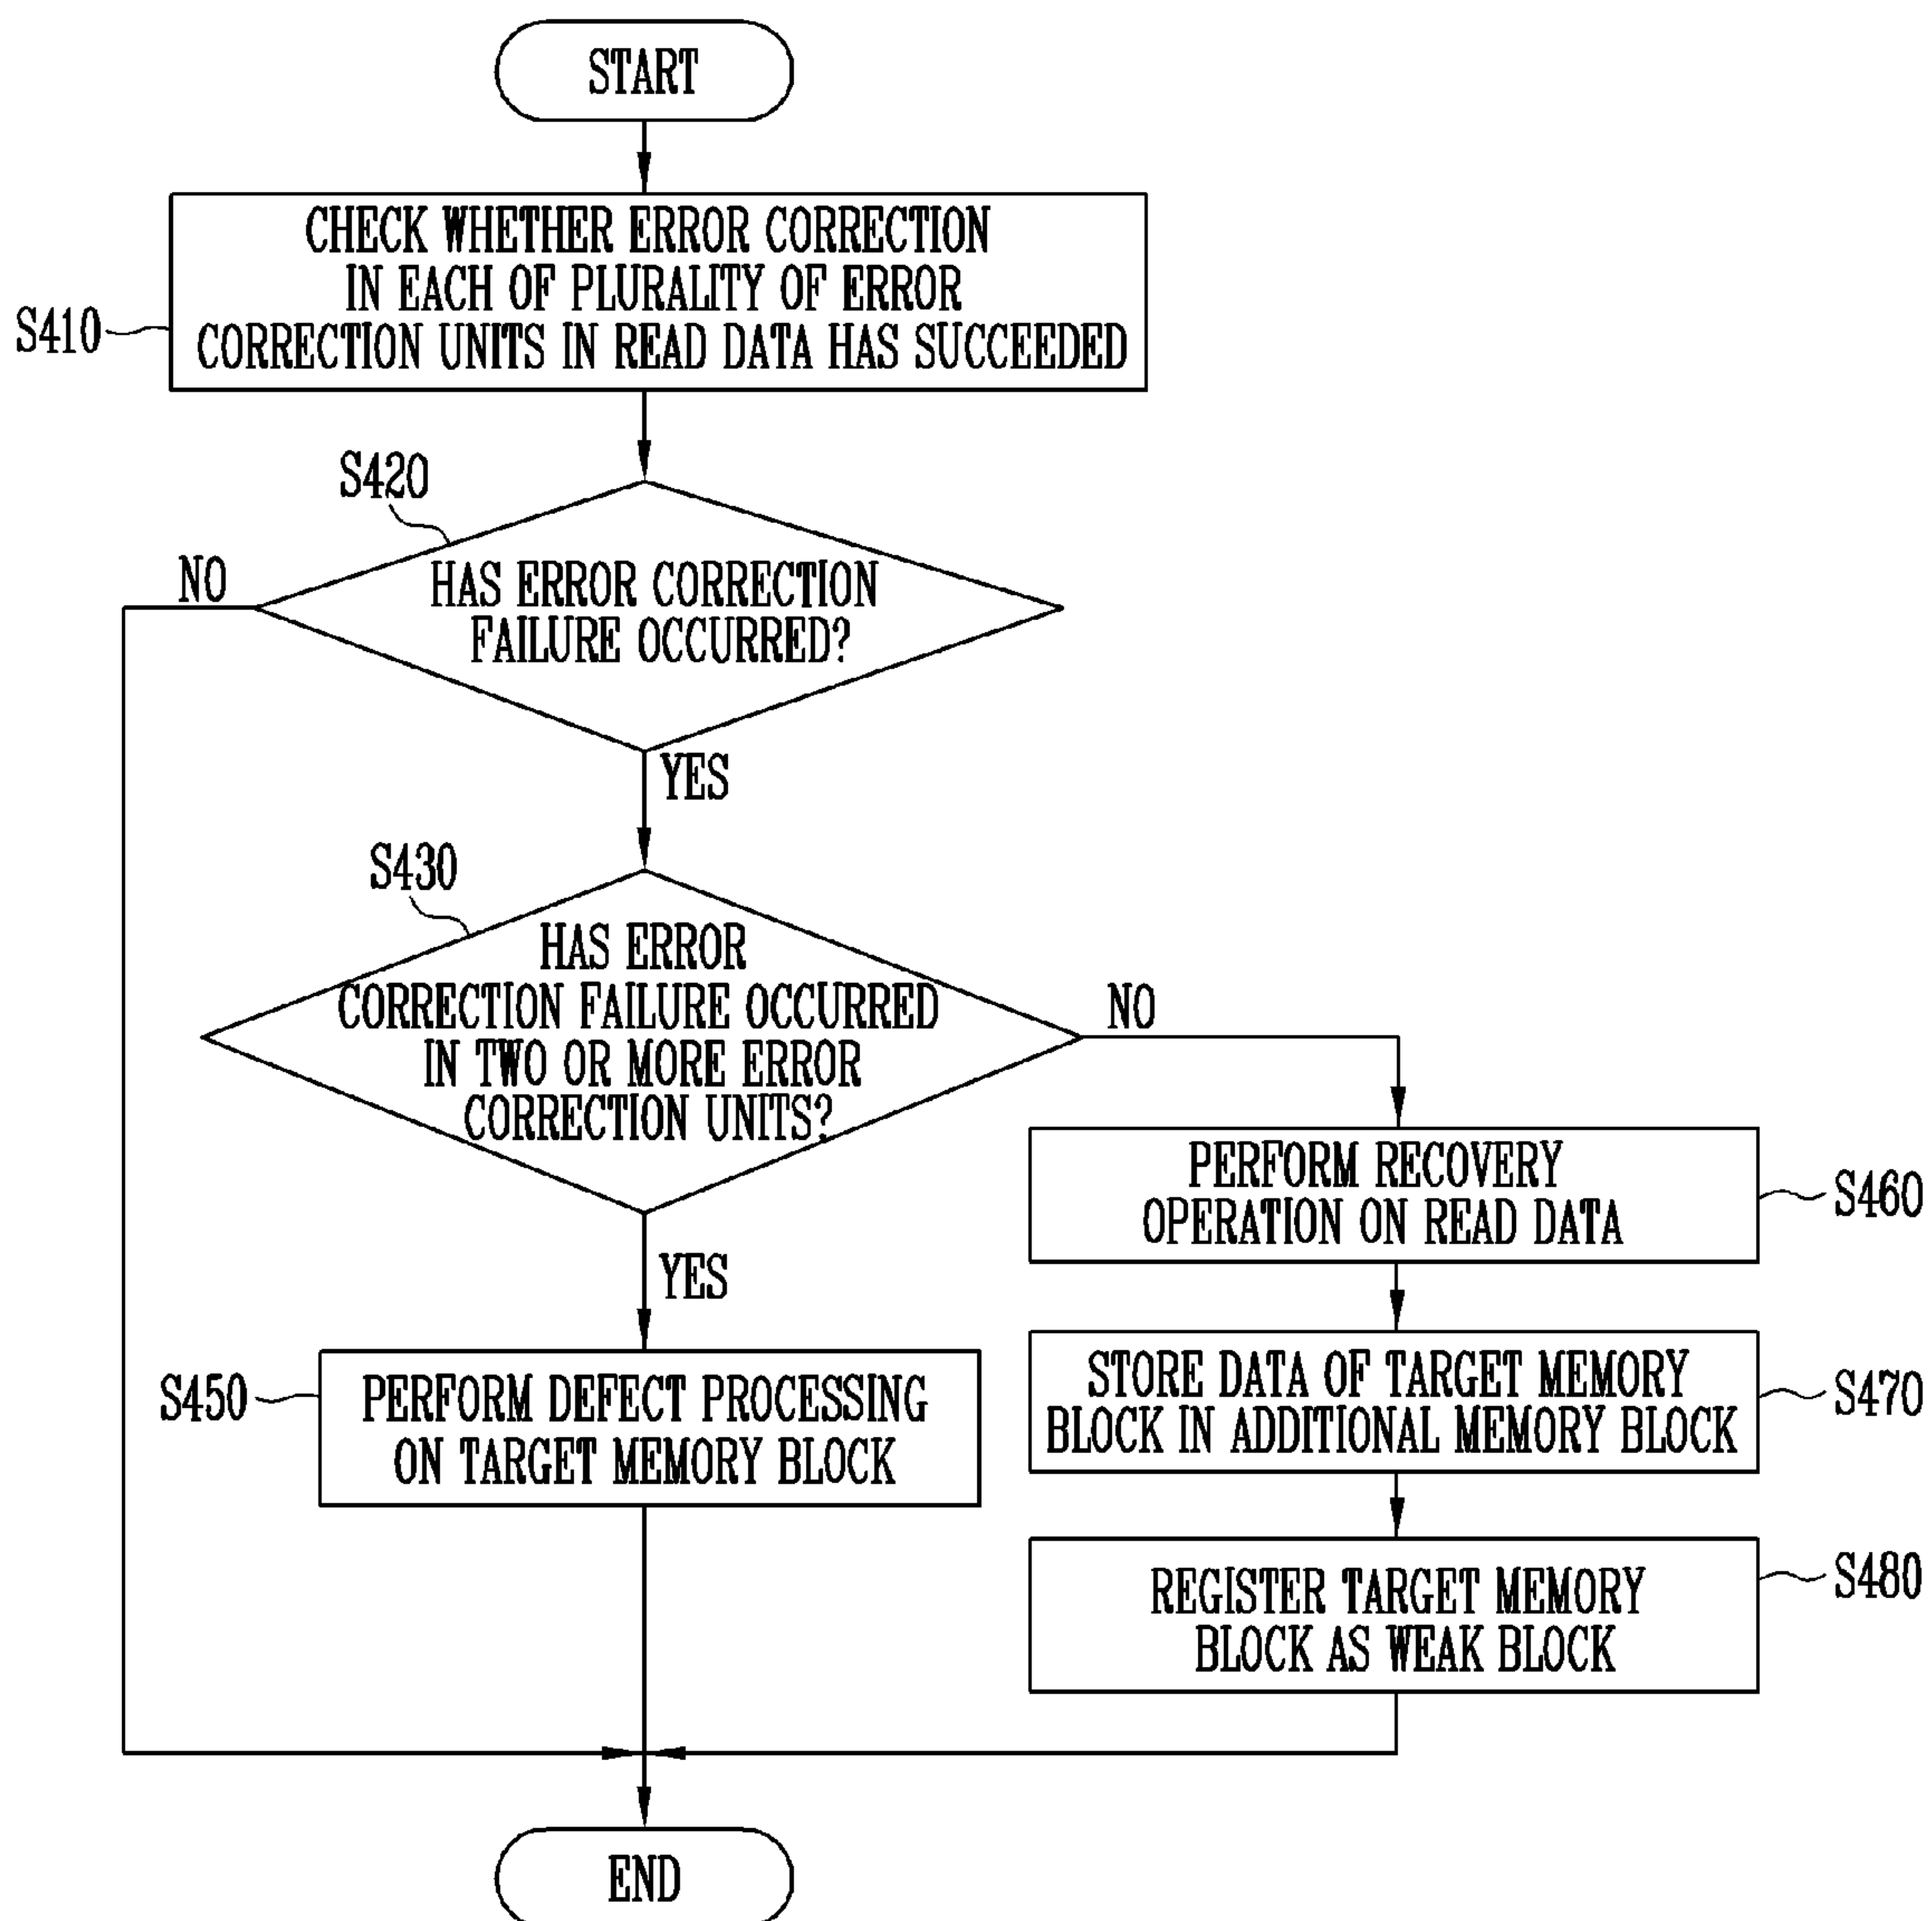 START
CHECK WHETHER ERROR CORRECTION
IN EACH OF PLURALITY OF ERROR
CORRECTION UNITS IN READ DATA HAS SUCCEEDED
S410
S420
NO
HAS ERROR CORRECTION
FAILURE OCCURRED?
YES
S430
HAS ERROR
CORRECTION FAILURE OCCURRED
IN TWO OR MORE ERROR
CORRECTION UNITS?
NO
YES
PERFORM RECOVERY
OPERATION ON READ DATA
S460
S450
PERFORM DEFECT PROCESSING
ON TARGET MEMORY BLOCK
STORE DATA OF TARGET MEMORY
BLOCK IN ADDITIONAL MEMORY BLOCK
S470
REGISTER TARGET MEMORY
BLOCK AS WEAK BLOCK
S480
END